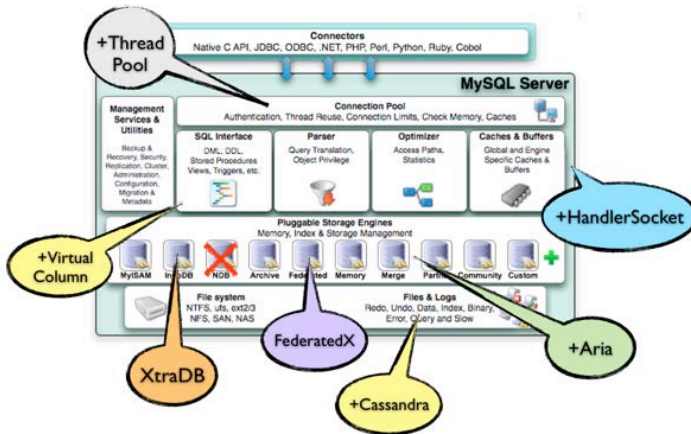 Connectors
Native C API, JDBC, ODBC, .NET, PHP, Perl, Python, Ruby, Cobol
+Thread
Pool
MySQL Server
Management
Services &
Utilities
Backup &
Recovery, Security,
Replication, Cluster,
Administration,
Configuration,
Migration &
Metadata
Connection Pool
Authentication, Thread Reuse, Connection Limits, Check Memory, Caches
SQL Interface
DML, DDL,
Stored Procedures
Views, Triggers, etc.
Parser
Query Translation,
Object Privilege
Optimizer
Access Paths,
Statistics
Caches & Buffers
Global and Engine
Specific Caches &
Buffers
+HandlerSocket
+Virtual
Column
Pluggable Storage Engines
Memory, Index & Storage Management
MyISAM
InnoDB
NDB
Archive
Federated
Memory
Merge
Partner
Community
Custom
File system
NTFS, ufs, ext2/3
NFS, SAN, NAS
Files & Logs
Redo, Undo, Data, Index, Binary,
Error, Query and Slow
XtraDB
FederatedX
+Cassandra
+Aria